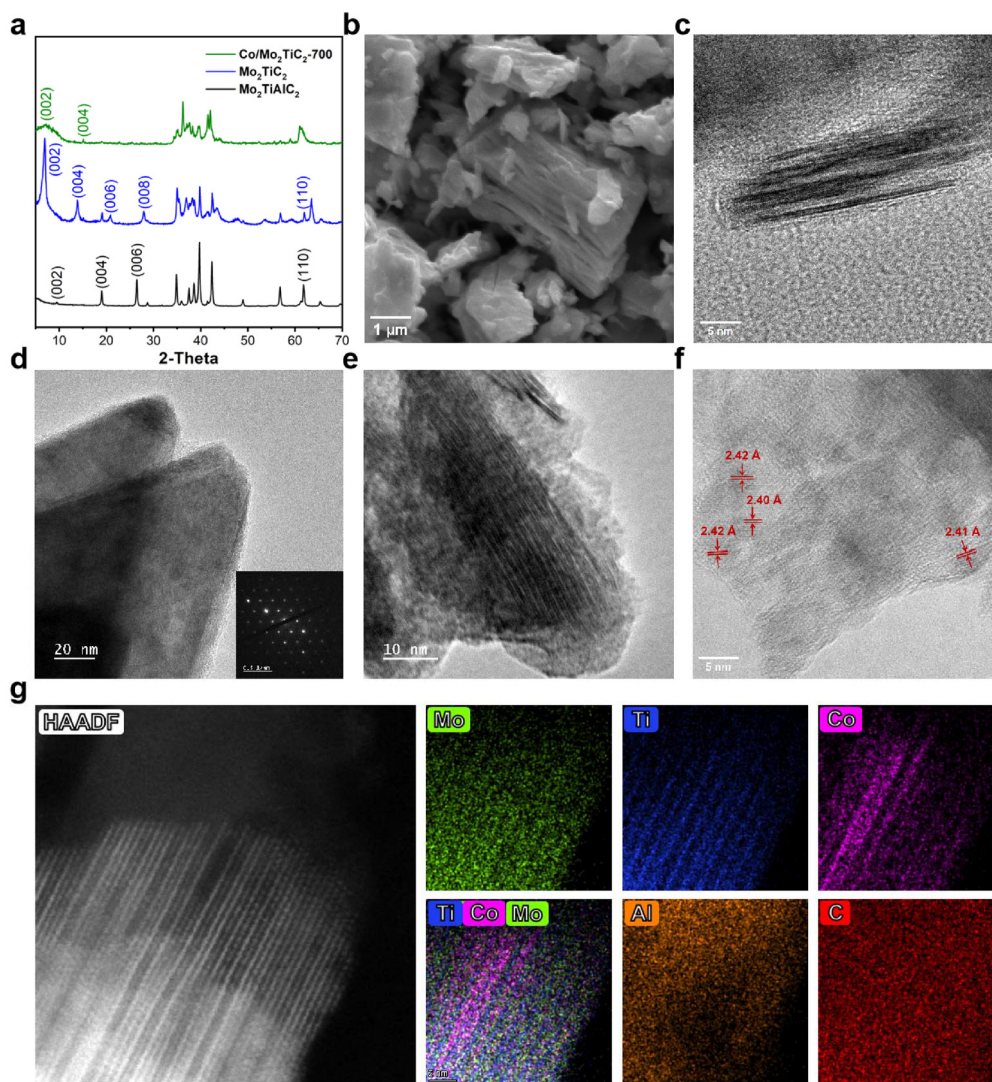 a
Co/Mo₂TiC₂-700
Mo₂TiC₂
Mo₂TiAlC₂
(002)
(004)
(002)
(004)
(006)
(008)
(110)
(002)
(004)
(006)
(110)
10 20 30 40 50 60 70
2-Theta
b
1 μm
c
5 nm
d
20 nm
e
10 nm
f
2.42 Å
2.40 Å
2.42 Å
2.41 Å
5 nm
g
HAADF
Mo
Ti
Co
Ti Co Mo
Al
C